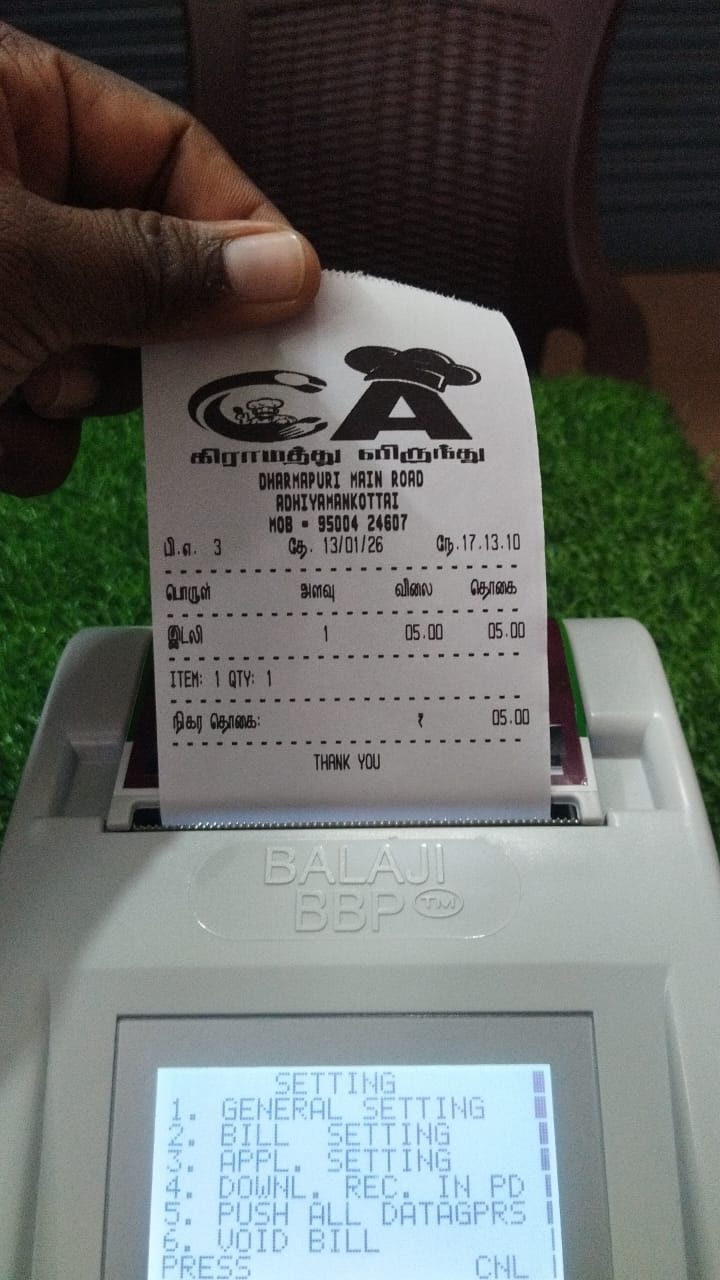 CA
கிராமத்து விருந்து
DHARMAPURI MAIN ROAD
ADHIYAMANKOTTAI
MOB = 95004 24607
பி.எ. 3 தே. 13/01/26 நே.17.13.10
பொருள் அளவு விலை தொகை
இட்லி 1 05.00 05.00
ITEM: 1 QTY: 1
நிகர தொகை: ₹ 05.00
THANK YOU
BALAJI
BBP TM
SETTING
1. GENERAL SETTING
2. BILL SETTING
3. APPL. SETTING
4. DOWNL. REC. IN PD
5. PUSH ALL DATAGPRS
6. VOID BILL
PRESS CNL